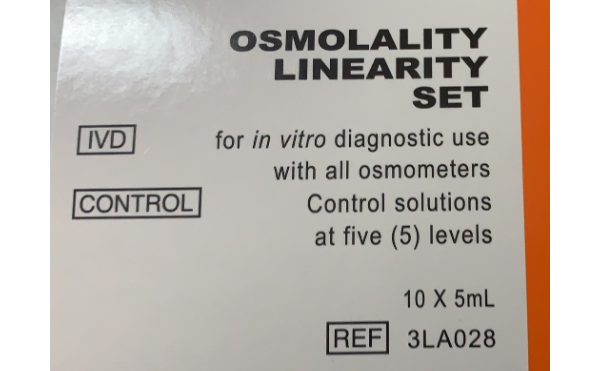 OSMOLALITY
LINEARITY
SET
IVD for in vitro diagnostic use
with all osmometers
CONTROL Control solutions
at five (5) levels
10 X 5mL
REF 3LA028